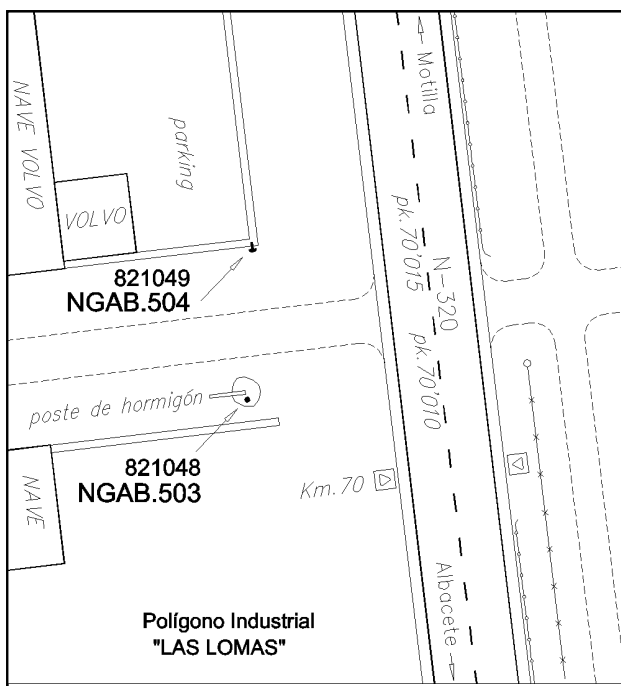 Motilla
NAVE VOLVO
parking
VOLVO
pk.70'015
N-320
821049
NGAB.504
pk.70'010
poste de hormigón
821048
NGAB.503
NAVE
Km.70
Albacete
Polígono Industrial
"LAS LOMAS"